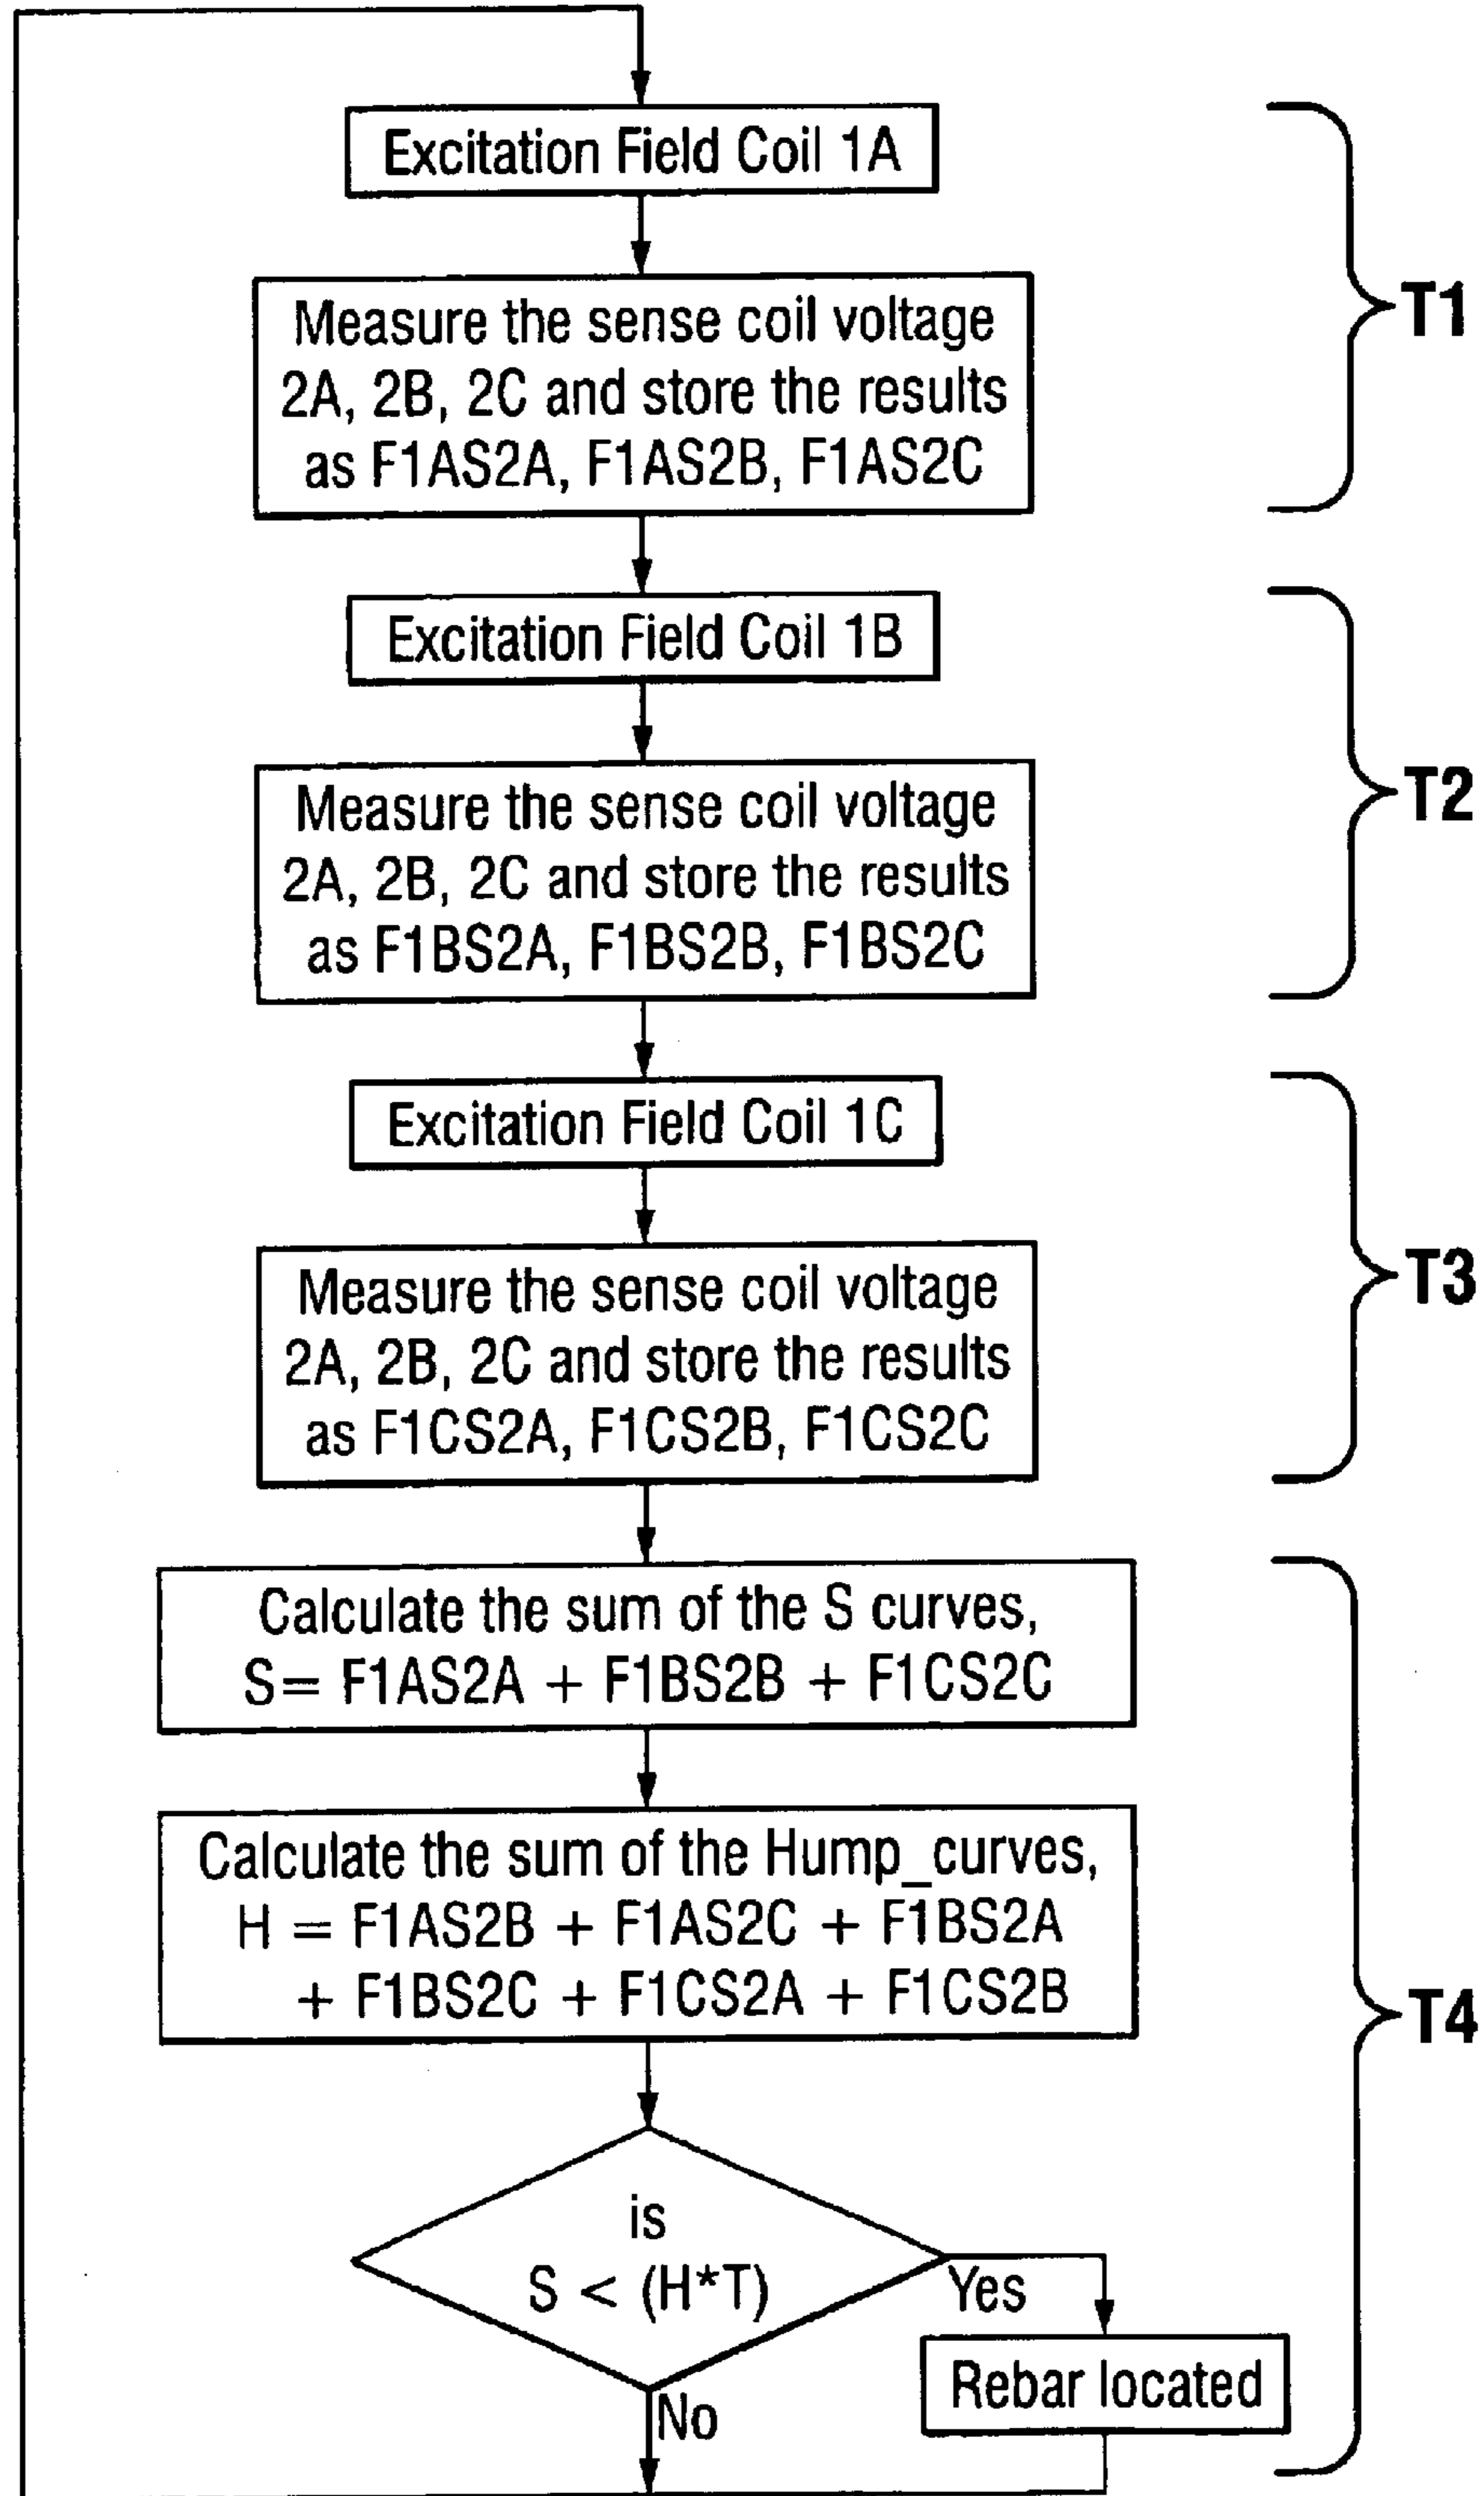 Excitation Field Coil 1A
Measure the sense coil voltage
2A, 2B, 2C and store the results
as F1AS2A, F1AS2B, F1AS2C
T1
Excitation Field Coil 1B
Measure the sense coil voltage
2A, 2B, 2C and store the results
as F1BS2A, F1BS2B, F1BS2C
T2
Excitation Field Coil 1C
Measure the sense coil voltage
2A, 2B, 2C and store the results
as F1CS2A, F1CS2B, F1CS2C
T3
Calculate the sum of the S curves,
S= F1AS2A + F1BS2B + F1CS2C
Calculate the sum of the Hump_curves,
H = F1AS2B + F1AS2C + F1BS2A
+ F1BS2C + F1CS2A + F1CS2B
T4
is
S < (H*T)
Yes
Rebar located
No